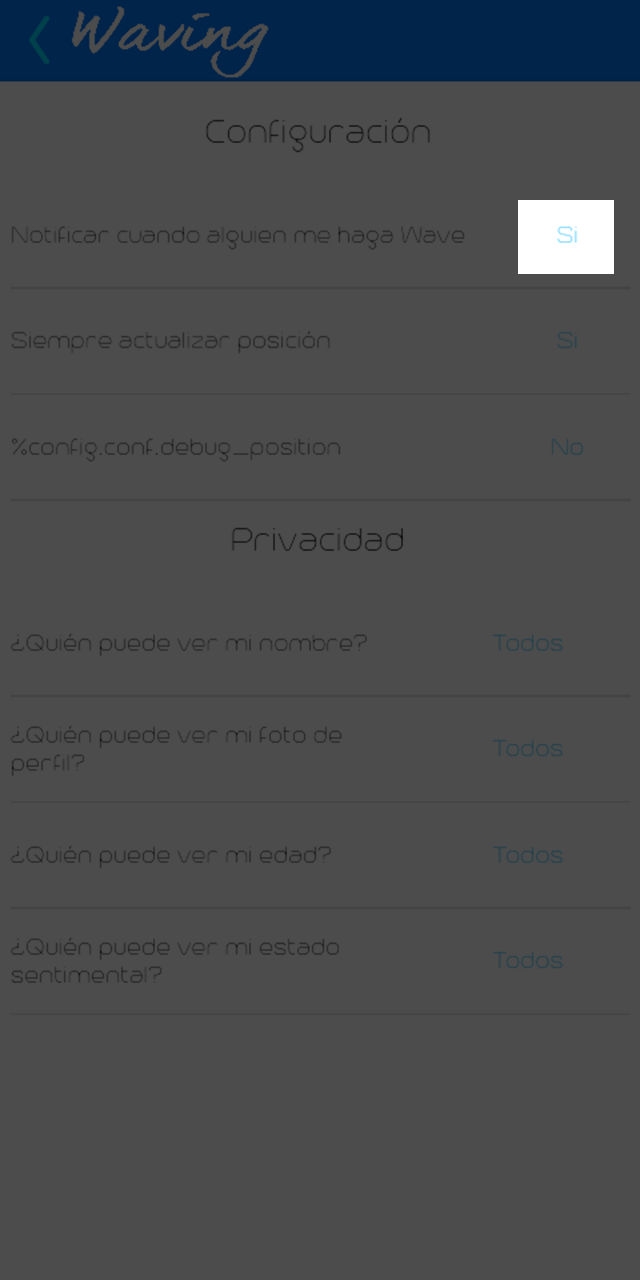 Waving
Configuración
Notificar cuando alguien me haga Wave
Si
Siempre actualizar posición
Si
%config.conf.debug_position
No
Privacidad
¿Quién puede ver mi nombre?
Todos
¿Quién puede ver mi foto de
perfil?
Todos
¿Quién puede ver mi edad?
Todos
¿Quién puede ver mi estado
sentimental?
Todos